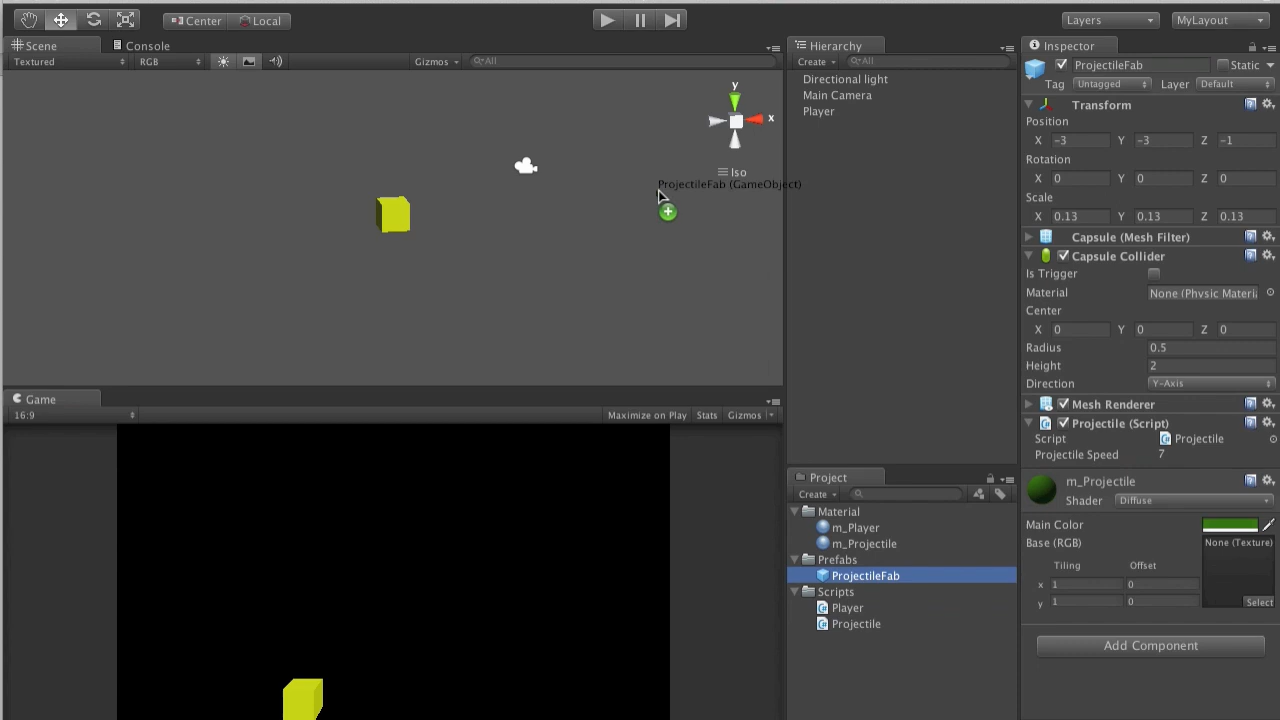 Center Local Layers MyLayout
Scene Console
Textured RGB Gizmos All
y
x
Iso
ProjectileFab (GameObject)
Game
16:9 Maximize on Play Stats Gizmos
Hierarchy
Create All
Directional light
Main Camera
Player
Project
Create
Material
m_Player
m_Projectile
Prefabs
ProjectileFab
Scripts
Player
Projectile
Inspector
ProjectileFab Static
Tag Untagged Layer Default
Transform
Position
X -3 Y -3 Z -1
Rotation
X 0 Y 0 Z 0
Scale
X 0.13 Y 0.13 Z 0.13
Capsule (Mesh Filter)
Capsule Collider
Is Trigger
Material None (Physic Materi
Center
X 0 Y 0 Z 0
Radius 0.5
Height 2
Direction Y-Axis
Mesh Renderer
Projectile (Script)
Script Projectile
Projectile Speed 7
m_Projectile
Shader Diffuse
Main Color
Base (RGB) None (Texture)
Tiling Offset
x 1 0
y 1 0 Select
Add Component